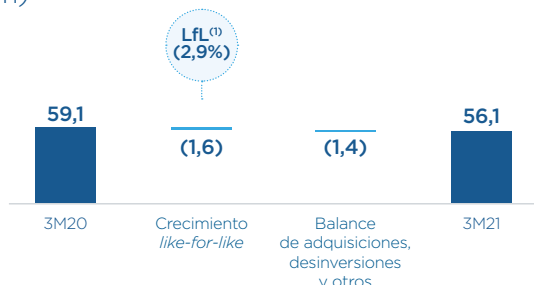 LfL(1)
(2,9%)
59,1
(1,6)
(1,4)
56,1
3M20
Crecimiento
like-for-like
Balance
de adquisiciones,
desinversiones
y otros
3M21